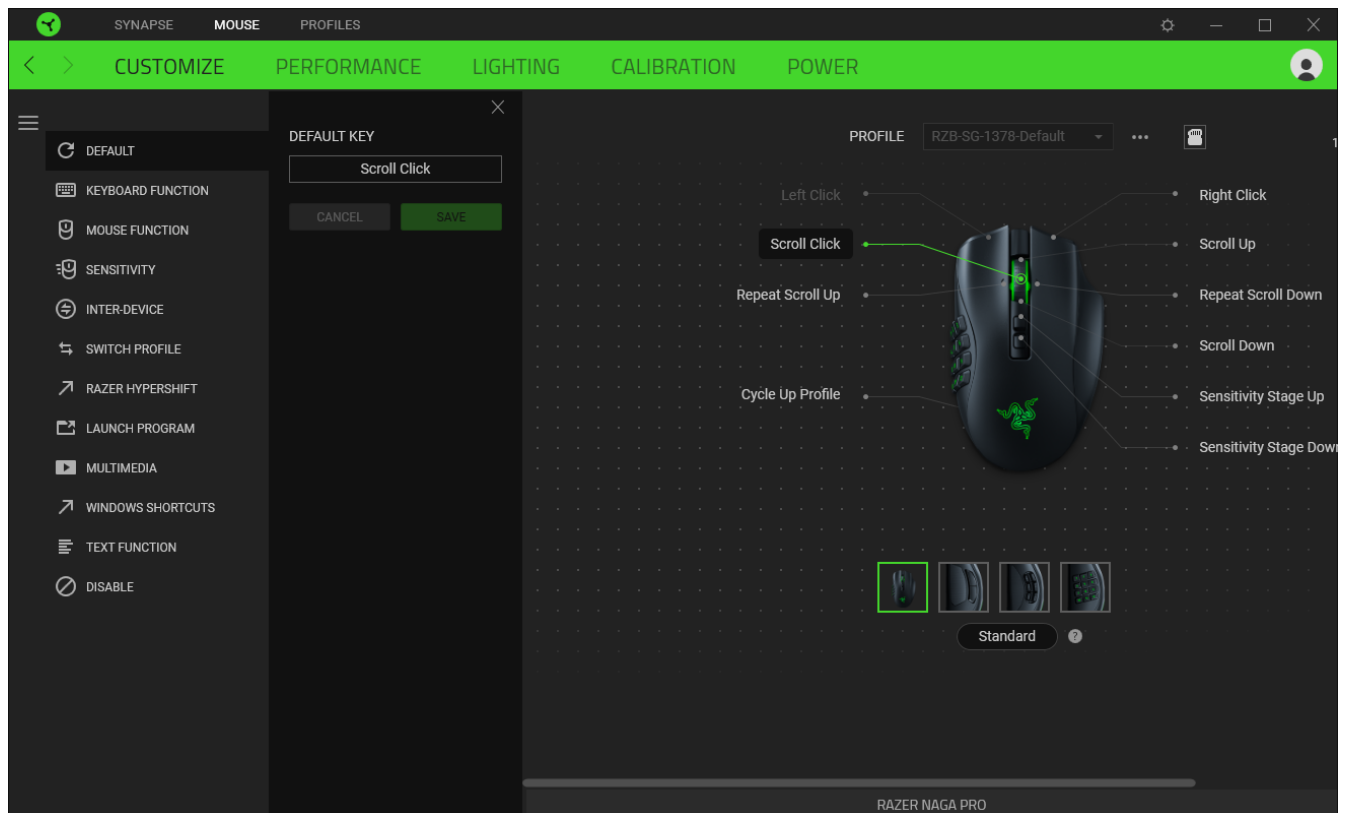 SYNAPSE MOUSE PROFILES
CUSTOMIZE PERFORMANCE LIGHTING CALIBRATION POWER
DEFAULT
KEYBOARD FUNCTION
MOUSE FUNCTION
SENSITIVITY
INTER-DEVICE
SWITCH PROFILE
RAZER HYPERSHIFT
LAUNCH PROGRAM
MULTIMEDIA
WINDOWS SHORTCUTS
TEXT FUNCTION
DISABLE
DEFAULT KEY
Scroll Click
CANCEL SAVE
PROFILE RZB-SG-1378-Default
1
Left Click
Scroll Click
Repeat Scroll Up
Cycle Up Profile
Right Click
Scroll Up
Repeat Scroll Down
Scroll Down
Sensitivity Stage Up
Sensitivity Stage Down
Standard ?
RAZER NAGA PRO